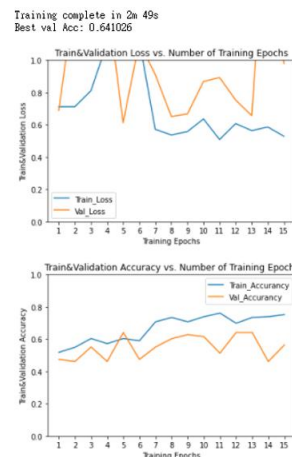 Training complete in 2m 49s
Best val Acc: 0.641026
Train&Validation Loss vs. Number of Training Epochs
1.0
0.8
0.6
0.4
0.2
0.0
Train&Validation Loss
Train_Loss
Val_Loss
1 2 3 4 5 6 7 8 9 10 11 12 13 14 15
Training Epochs
Train&Validation Accuracy vs. Number of Training Epoch
1.0
0.8
0.6
0.4
0.2
0.0
Train&Validation Accuracy
Train_Accurancy
Val_Accurancy
1 2 3 4 5 6 7 8 9 10 11 12 13 14 15
Training Epochs